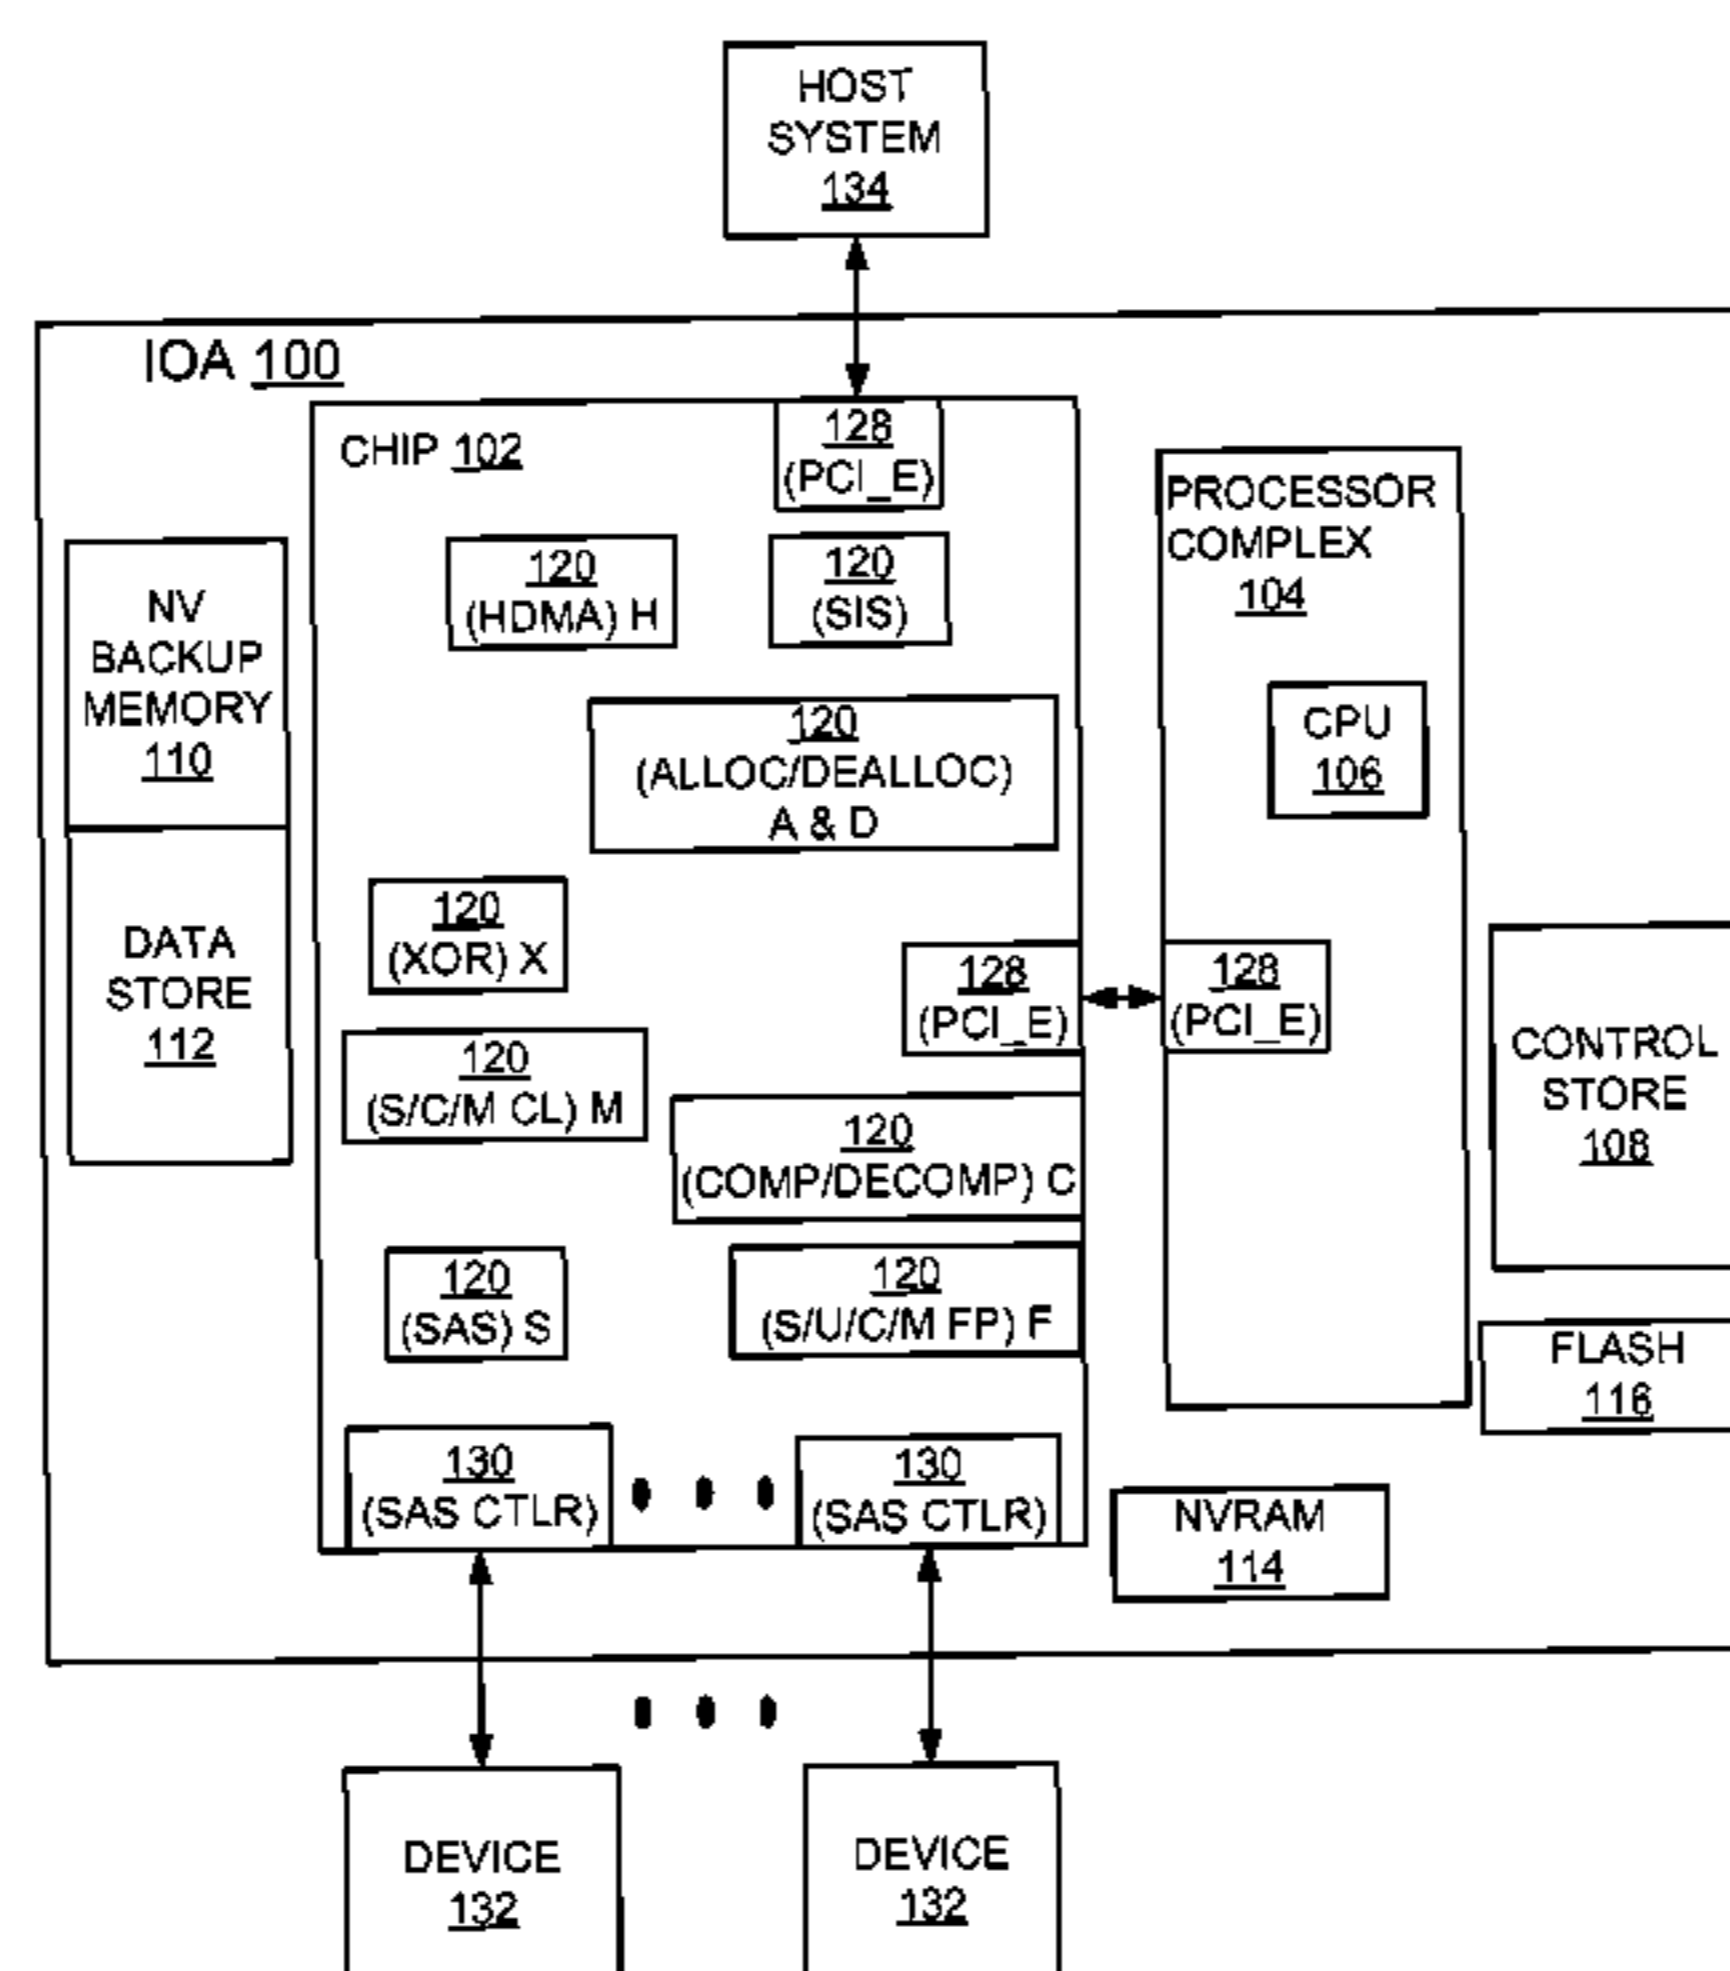 HOST
SYSTEM
134
IOA 100
CHIP 102
128
(PCI_E)
PROCESSOR
COMPLEX
104
120
(HDMA) H
120
(SIS)
NV
BACKUP
MEMORY
110
120
(ALLOC/DEALLOC)
A & D
CPU
106
120
(XOR) X
DATA
STORE
112
128
(PCI_E)
128
(PCI_E)
CONTROL
STORE
108
120
(S/C/M CL) M
120
(COMP/DECOMP) C
120
(SAS) S
120
(S/U/C/M FP) F
FLASH
116
130
(SAS CTLR)
130
(SAS CTLR)
NVRAM
114
DEVICE
132
DEVICE
132